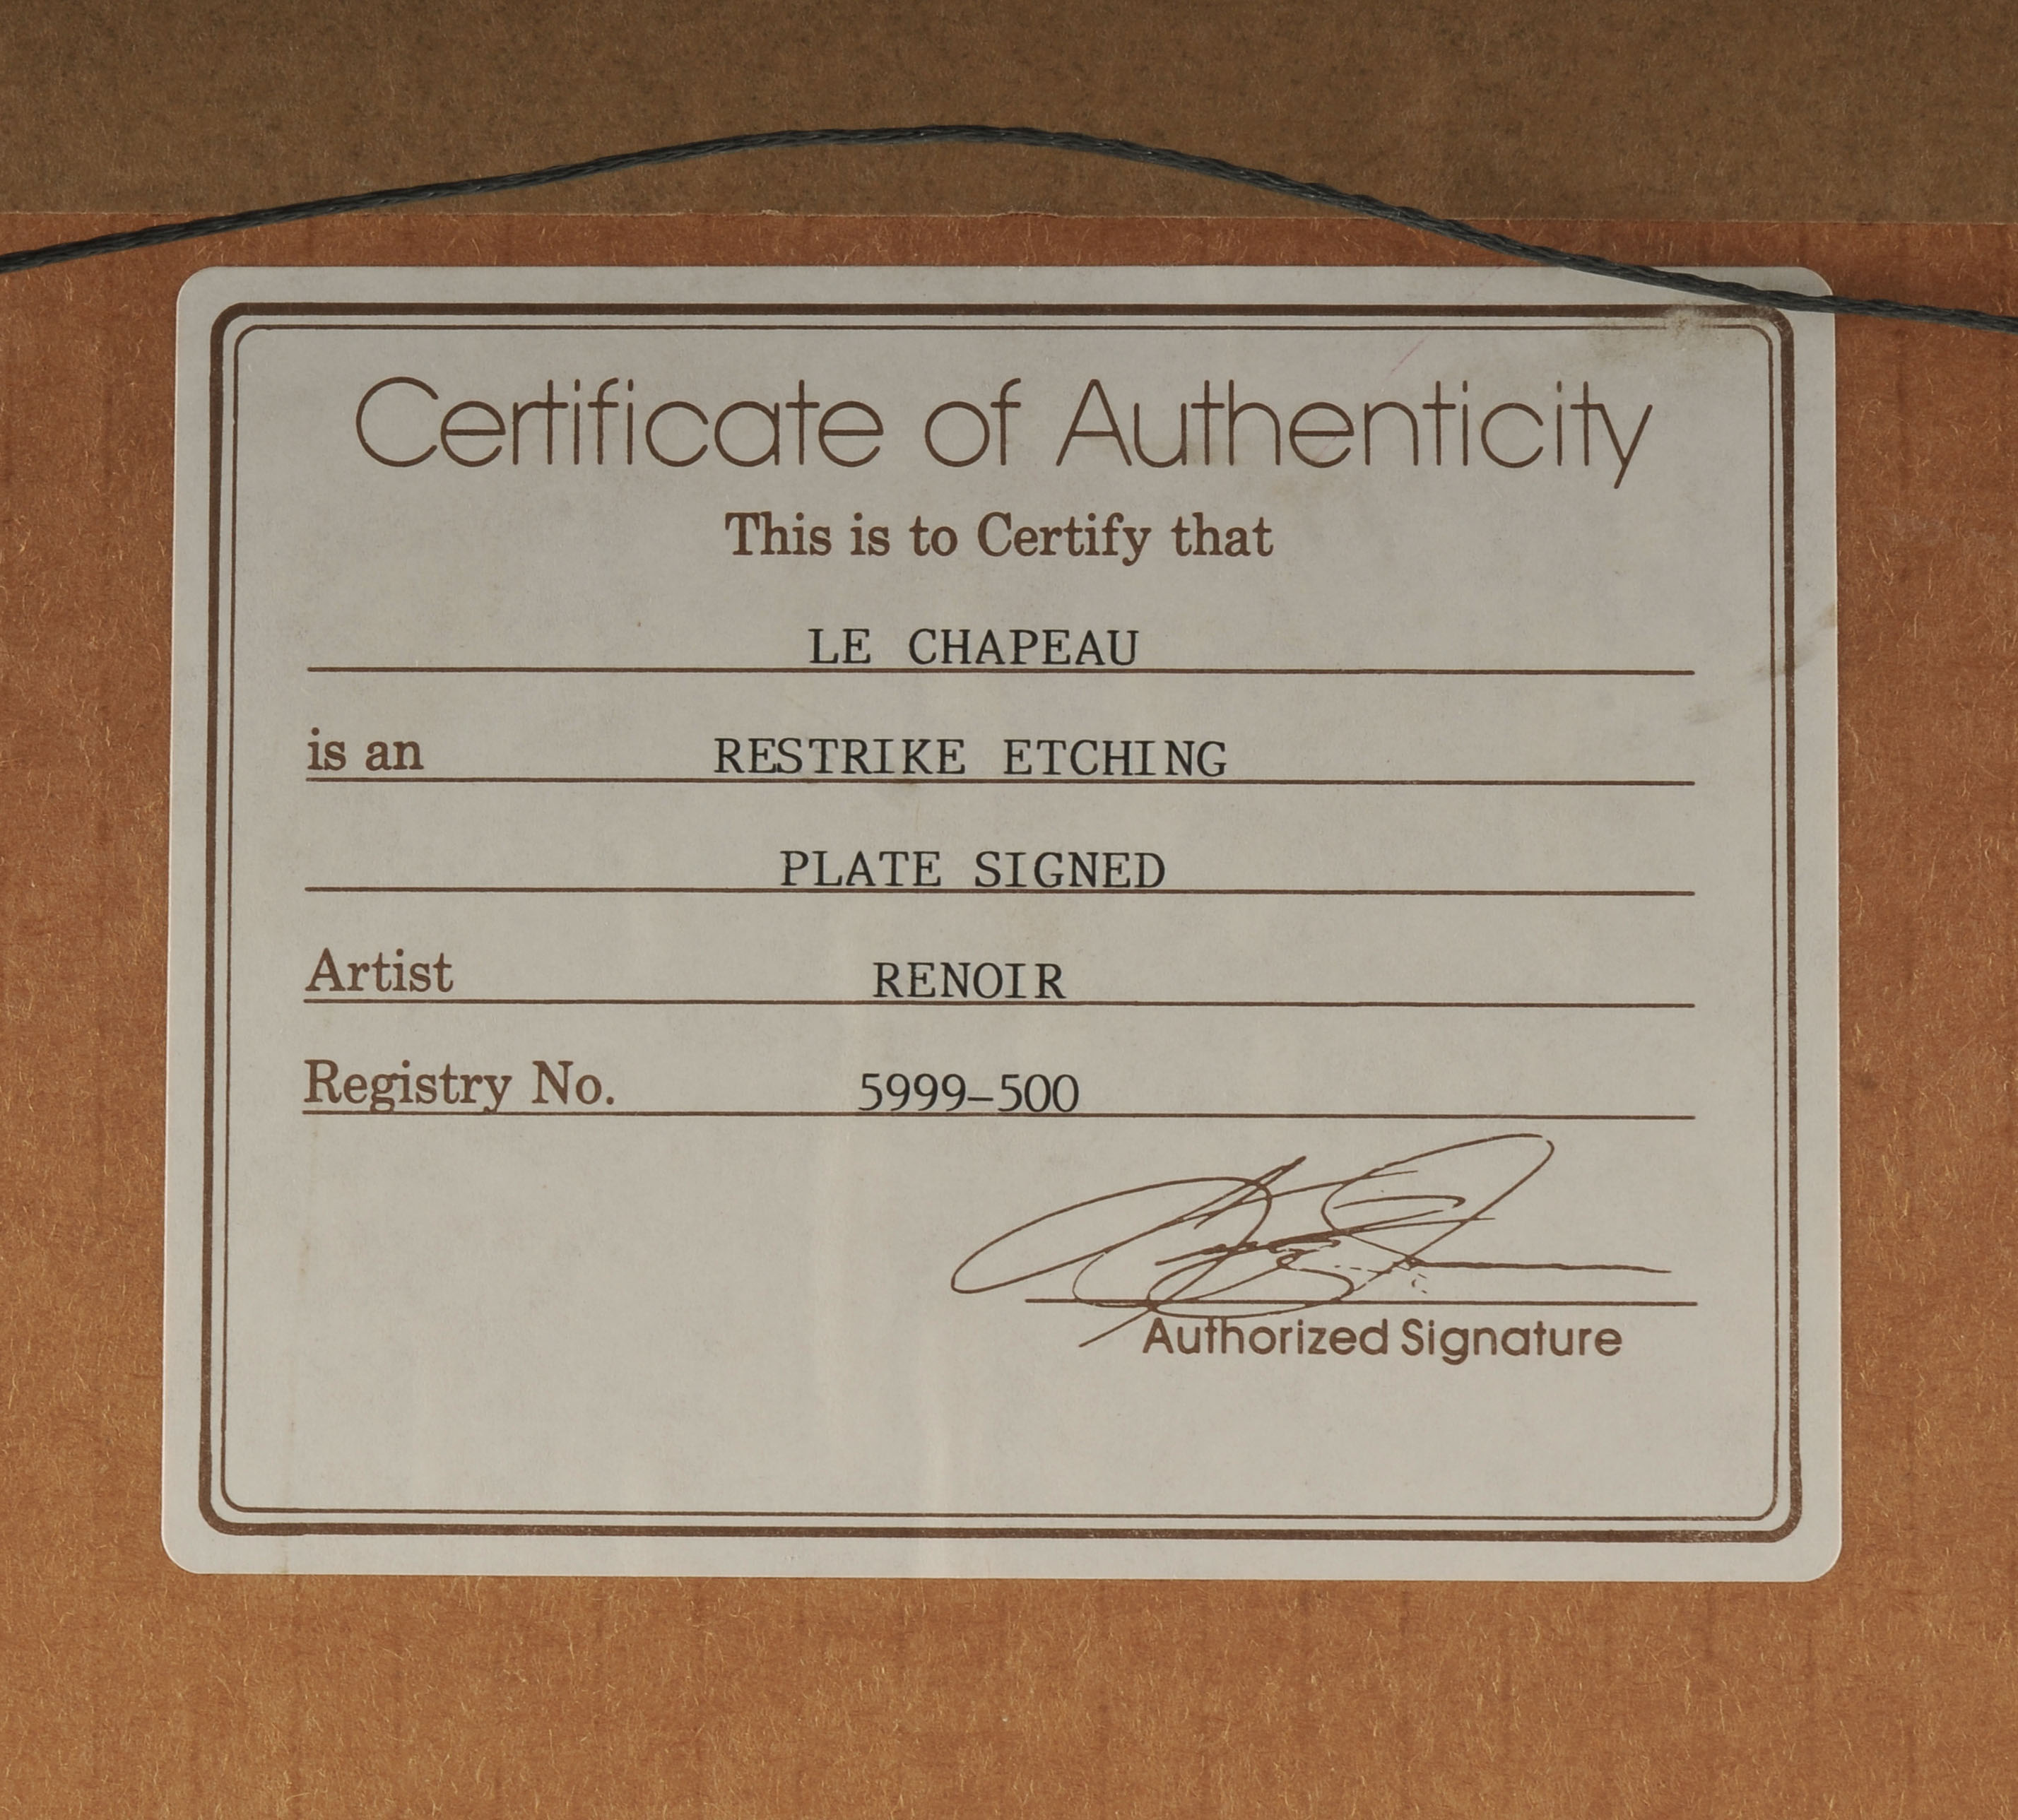 Certificate of Authenticity
This is to Certify that
LE CHAPEAU
is an RESTRIKE ETCHING
PLATE SIGNED
Artist RENOIR
Registry No. 5999-500
Authorized Signature